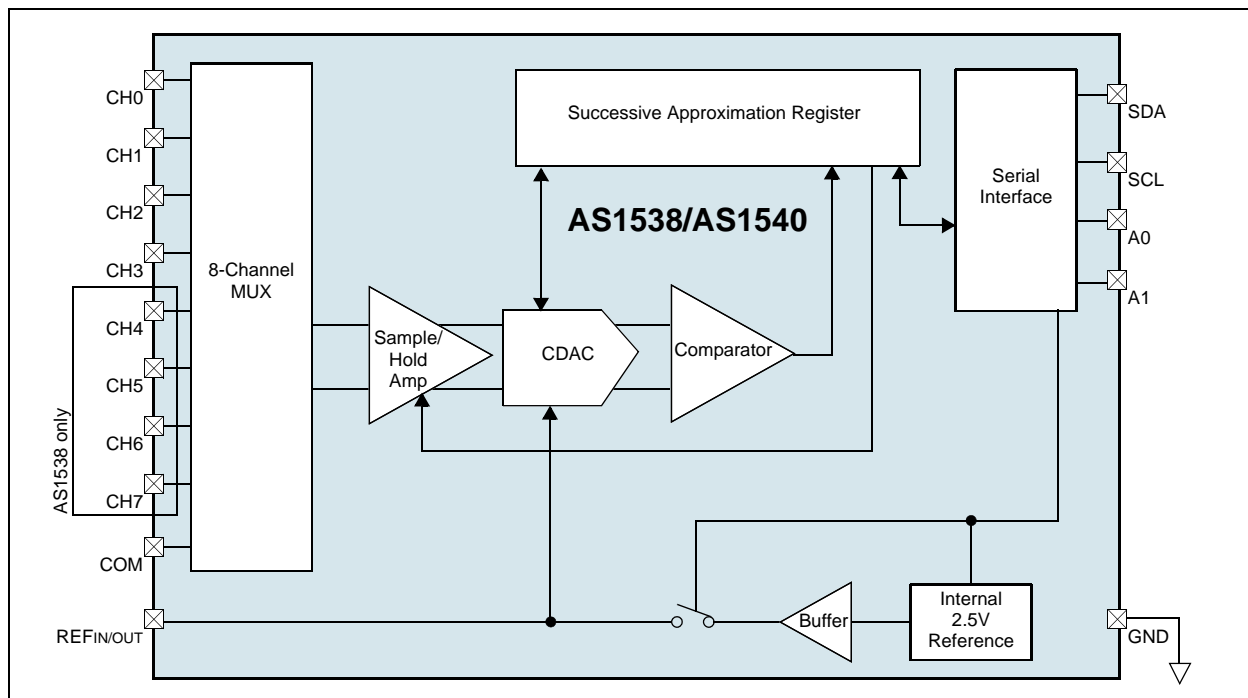 CH0
CH1
CH2
CH3
CH4
CH5
CH6
CH7
AS1538 only
COM
REFIN/OUT
8-Channel
MUX
Successive Approximation Register
AS1538/AS1540
Sample/
Hold
Amp
CDAC
Comparator
Serial
Interface
SDA
SCL
A0
A1
Buffer
Internal
2.5V
Reference
GND